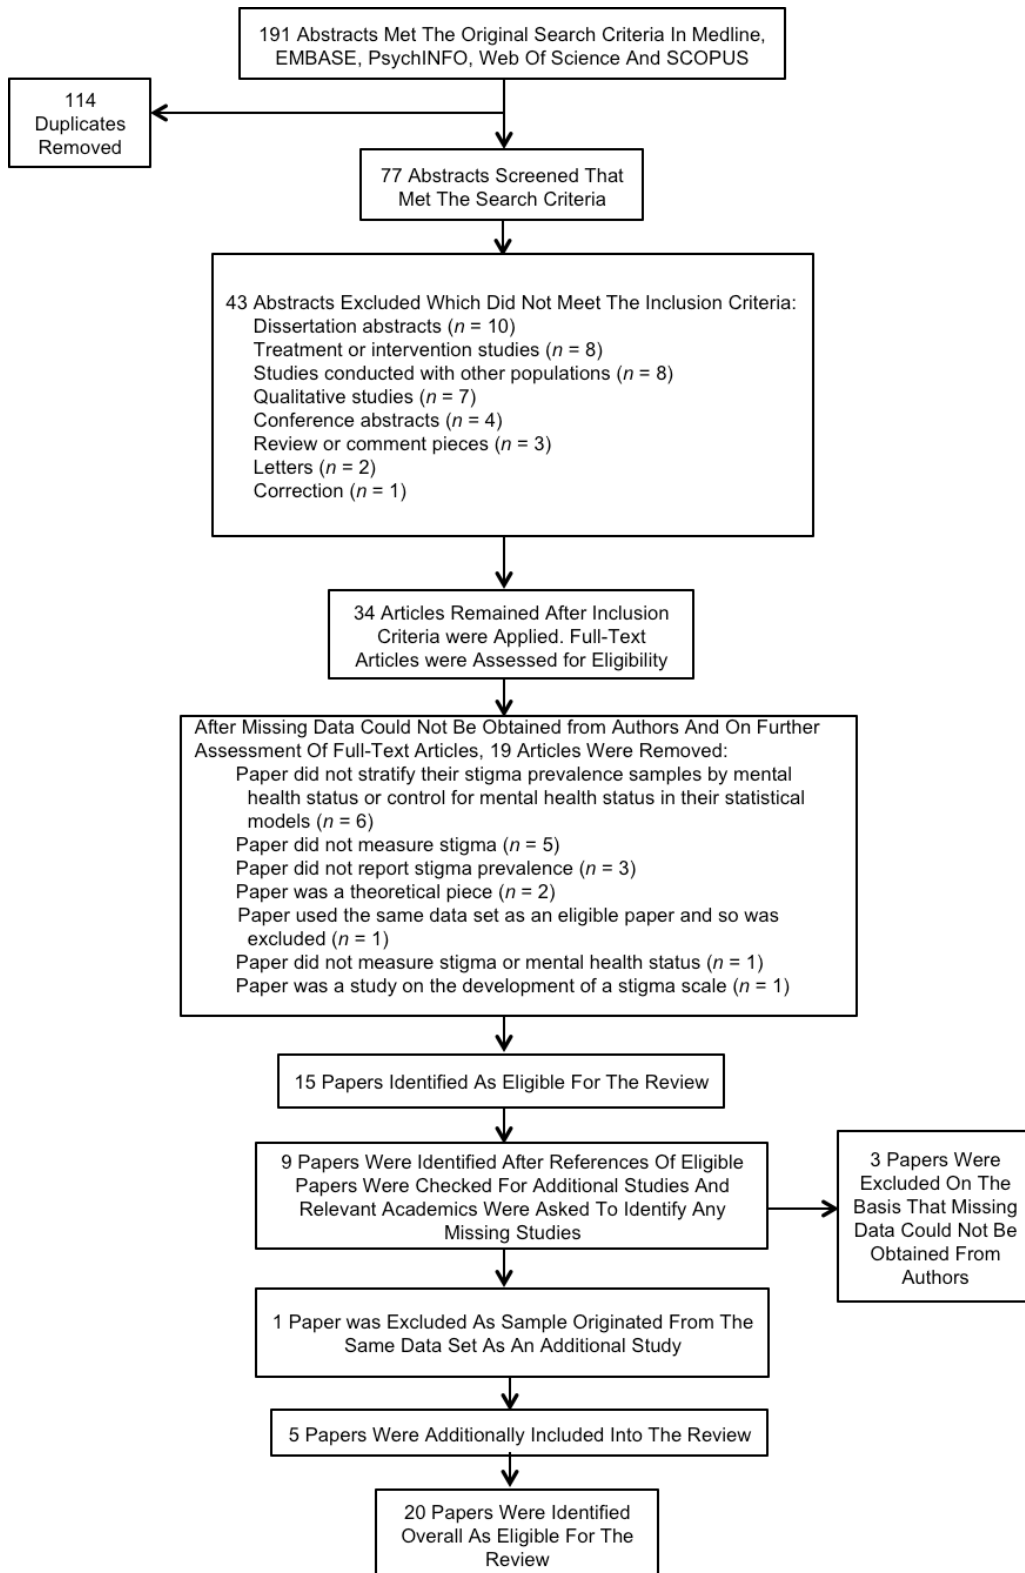 191 Abstracts Met The Original Search Criteria In Medline,
EMBASE, PsychINFO, Web Of Science And SCOPUS
114
Duplicates
Removed
77 Abstracts Screened That
Met The Search Criteria
43 Abstracts Excluded Which Did Not Meet The Inclusion Criteria:
Dissertation abstracts (n = 10)
Treatment or intervention studies (n = 8)
Studies conducted with other populations (n = 8)
Qualitative studies (n = 7)
Conference abstracts (n = 4)
Review or comment pieces (n = 3)
Letters (n = 2)
Correction (n = 1)
34 Articles Remained After Inclusion
Criteria were Applied. Full-Text
Articles were Assessed for Eligibility
After Missing Data Could Not Be Obtained from Authors And On Further
Assessment Of Full-Text Articles, 19 Articles Were Removed:
Paper did not stratify their stigma prevalence samples by mental
health status or control for mental health status in their statistical
models (n = 6)
Paper did not measure stigma (n = 5)
Paper did not report stigma prevalence (n = 3)
Paper was a theoretical piece (n = 2)
Paper used the same data set as an eligible paper and so was
excluded (n = 1)
Paper did not measure stigma or mental health status (n = 1)
Paper was a study on the development of a stigma scale (n = 1)
15 Papers Identified As Eligible For The Review
9 Papers Were Identified After References Of Eligible
Papers Were Checked For Additional Studies And
Relevant Academics Were Asked To Identify Any
Missing Studies
3 Papers Were
Excluded On The
Basis That Missing
Data Could Not Be
Obtained From
Authors
1 Paper was Excluded As Sample Originated From The
Same Data Set As An Additional Study
5 Papers Were Additionally Included Into The Review
20 Papers Were Identified
Overall As Eligible For The
Review